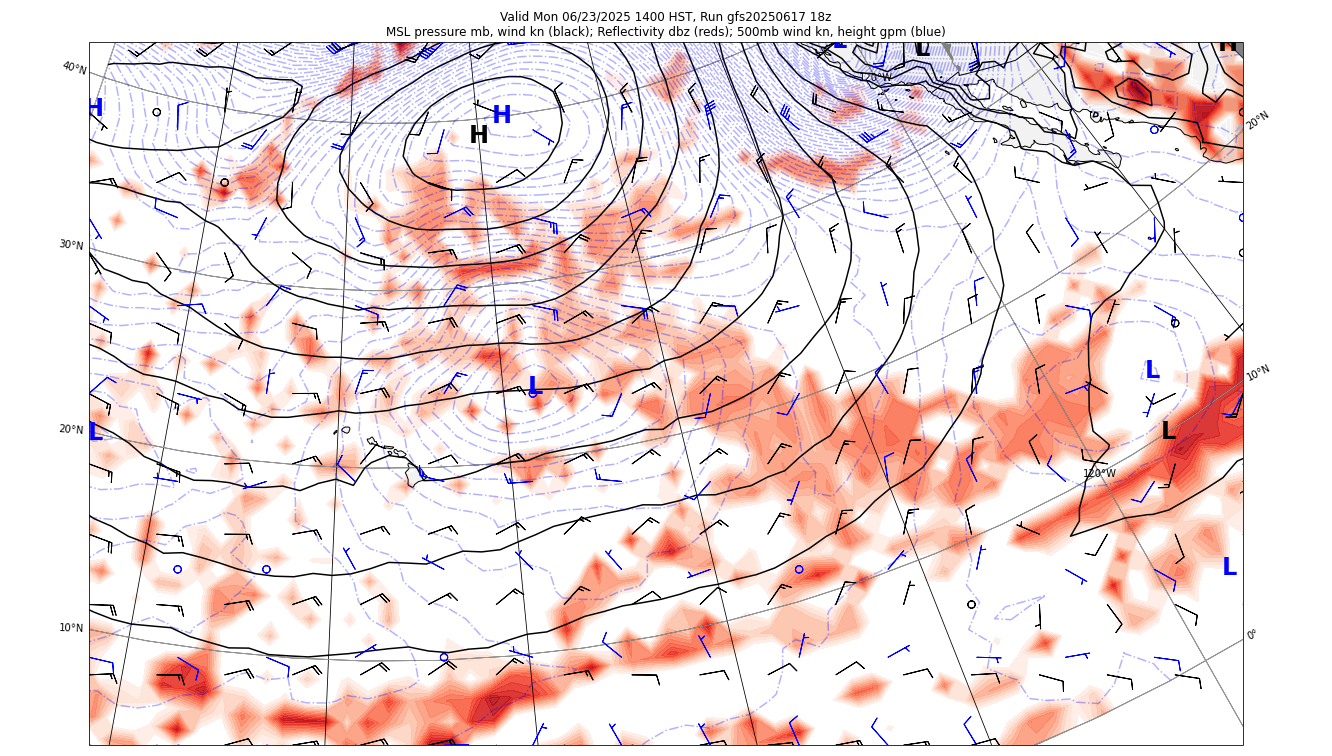 Valid Mon 06/23/2025 1400 HST, Run gfs20250617 18z
MSL pressure mb, wind kn (black); Reflectivity dbz (reds); 500mb wind kn, height gpm (blue)
L L H
40°N
120°W
H H
H
20°N
30°N
L
L
10°N
20°N L
L
120°W
L
10°N
0°